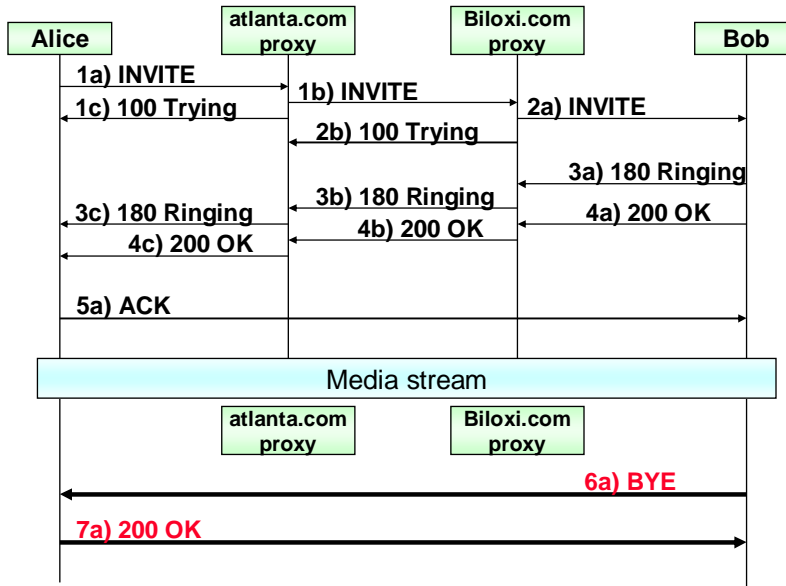 Alice
atlanta.com
proxy
Biloxi.com
proxy
Bob
1a) INVITE
1b) INVITE
1c) 100 Trying
2a) INVITE
2b) 100 Trying
3a) 180 Ringing
3b) 180 Ringing
3c) 180 Ringing
4a) 200 OK
4b) 200 OK
4c) 200 OK
5a) ACK
Media stream
atlanta.com
proxy
Biloxi.com
proxy
6a) BYE
7a) 200 OK